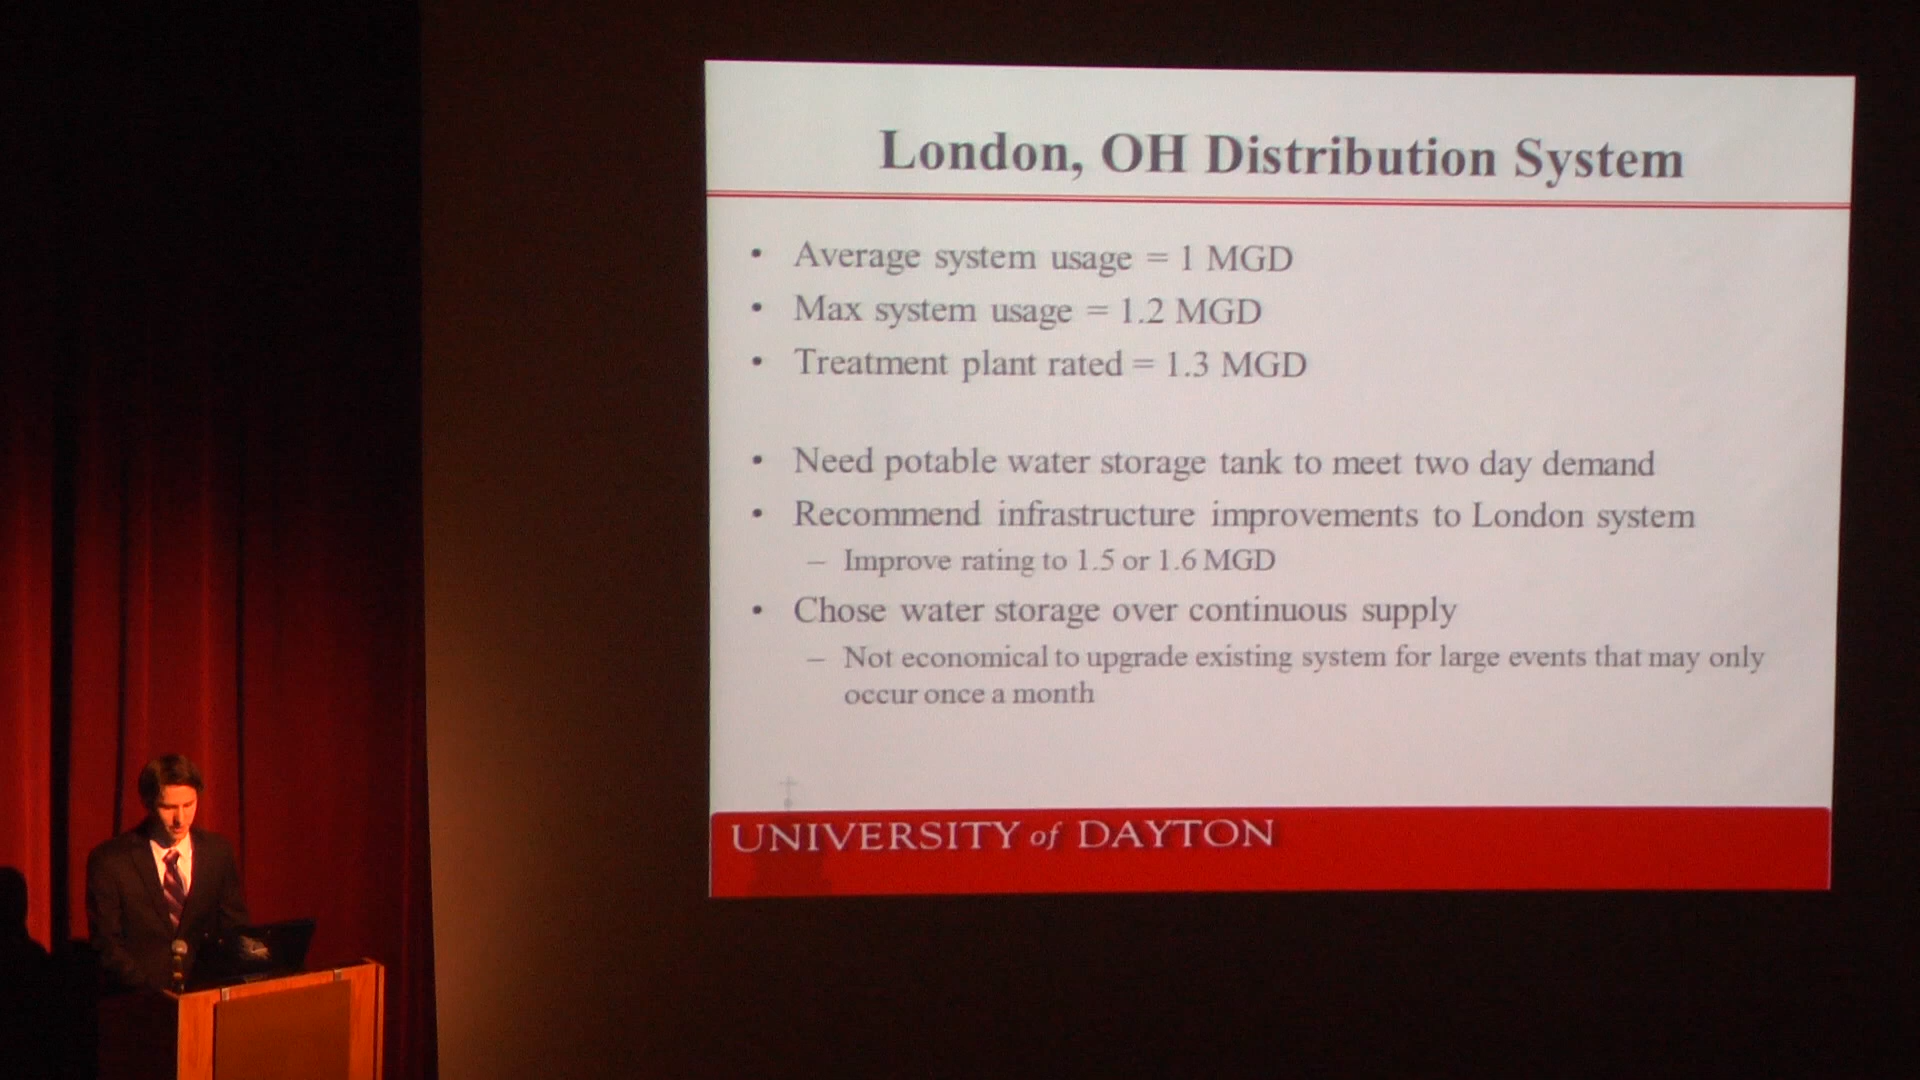 London, OH Distribution System
• Average system usage = 1 MGD
• Max system usage = 1.2 MGD
• Treatment plant rated = 1.3 MGD
• Need potable water storage tank to meet two day demand
• Recommend infrastructure improvements to London system
– Improve rating to 1.5 or 1.6 MGD
• Chose water storage over continuous supply
– Not economical to upgrade existing system for large events that may only
occur once a month
UNIVERSITY of DAYTON